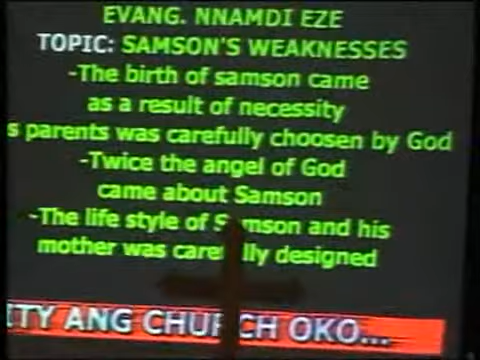 EVANG. NNAMDI EZE
TOPIC: SAMSON'S WEAKNESSES
-The birth of samson came
as a result of necessity
s parents was carefully choosen by God
-Twice the angel of God
came about Samson
-The life style of Samson and his
mother was carefully designed
ITY ANG CHURCH OKO...